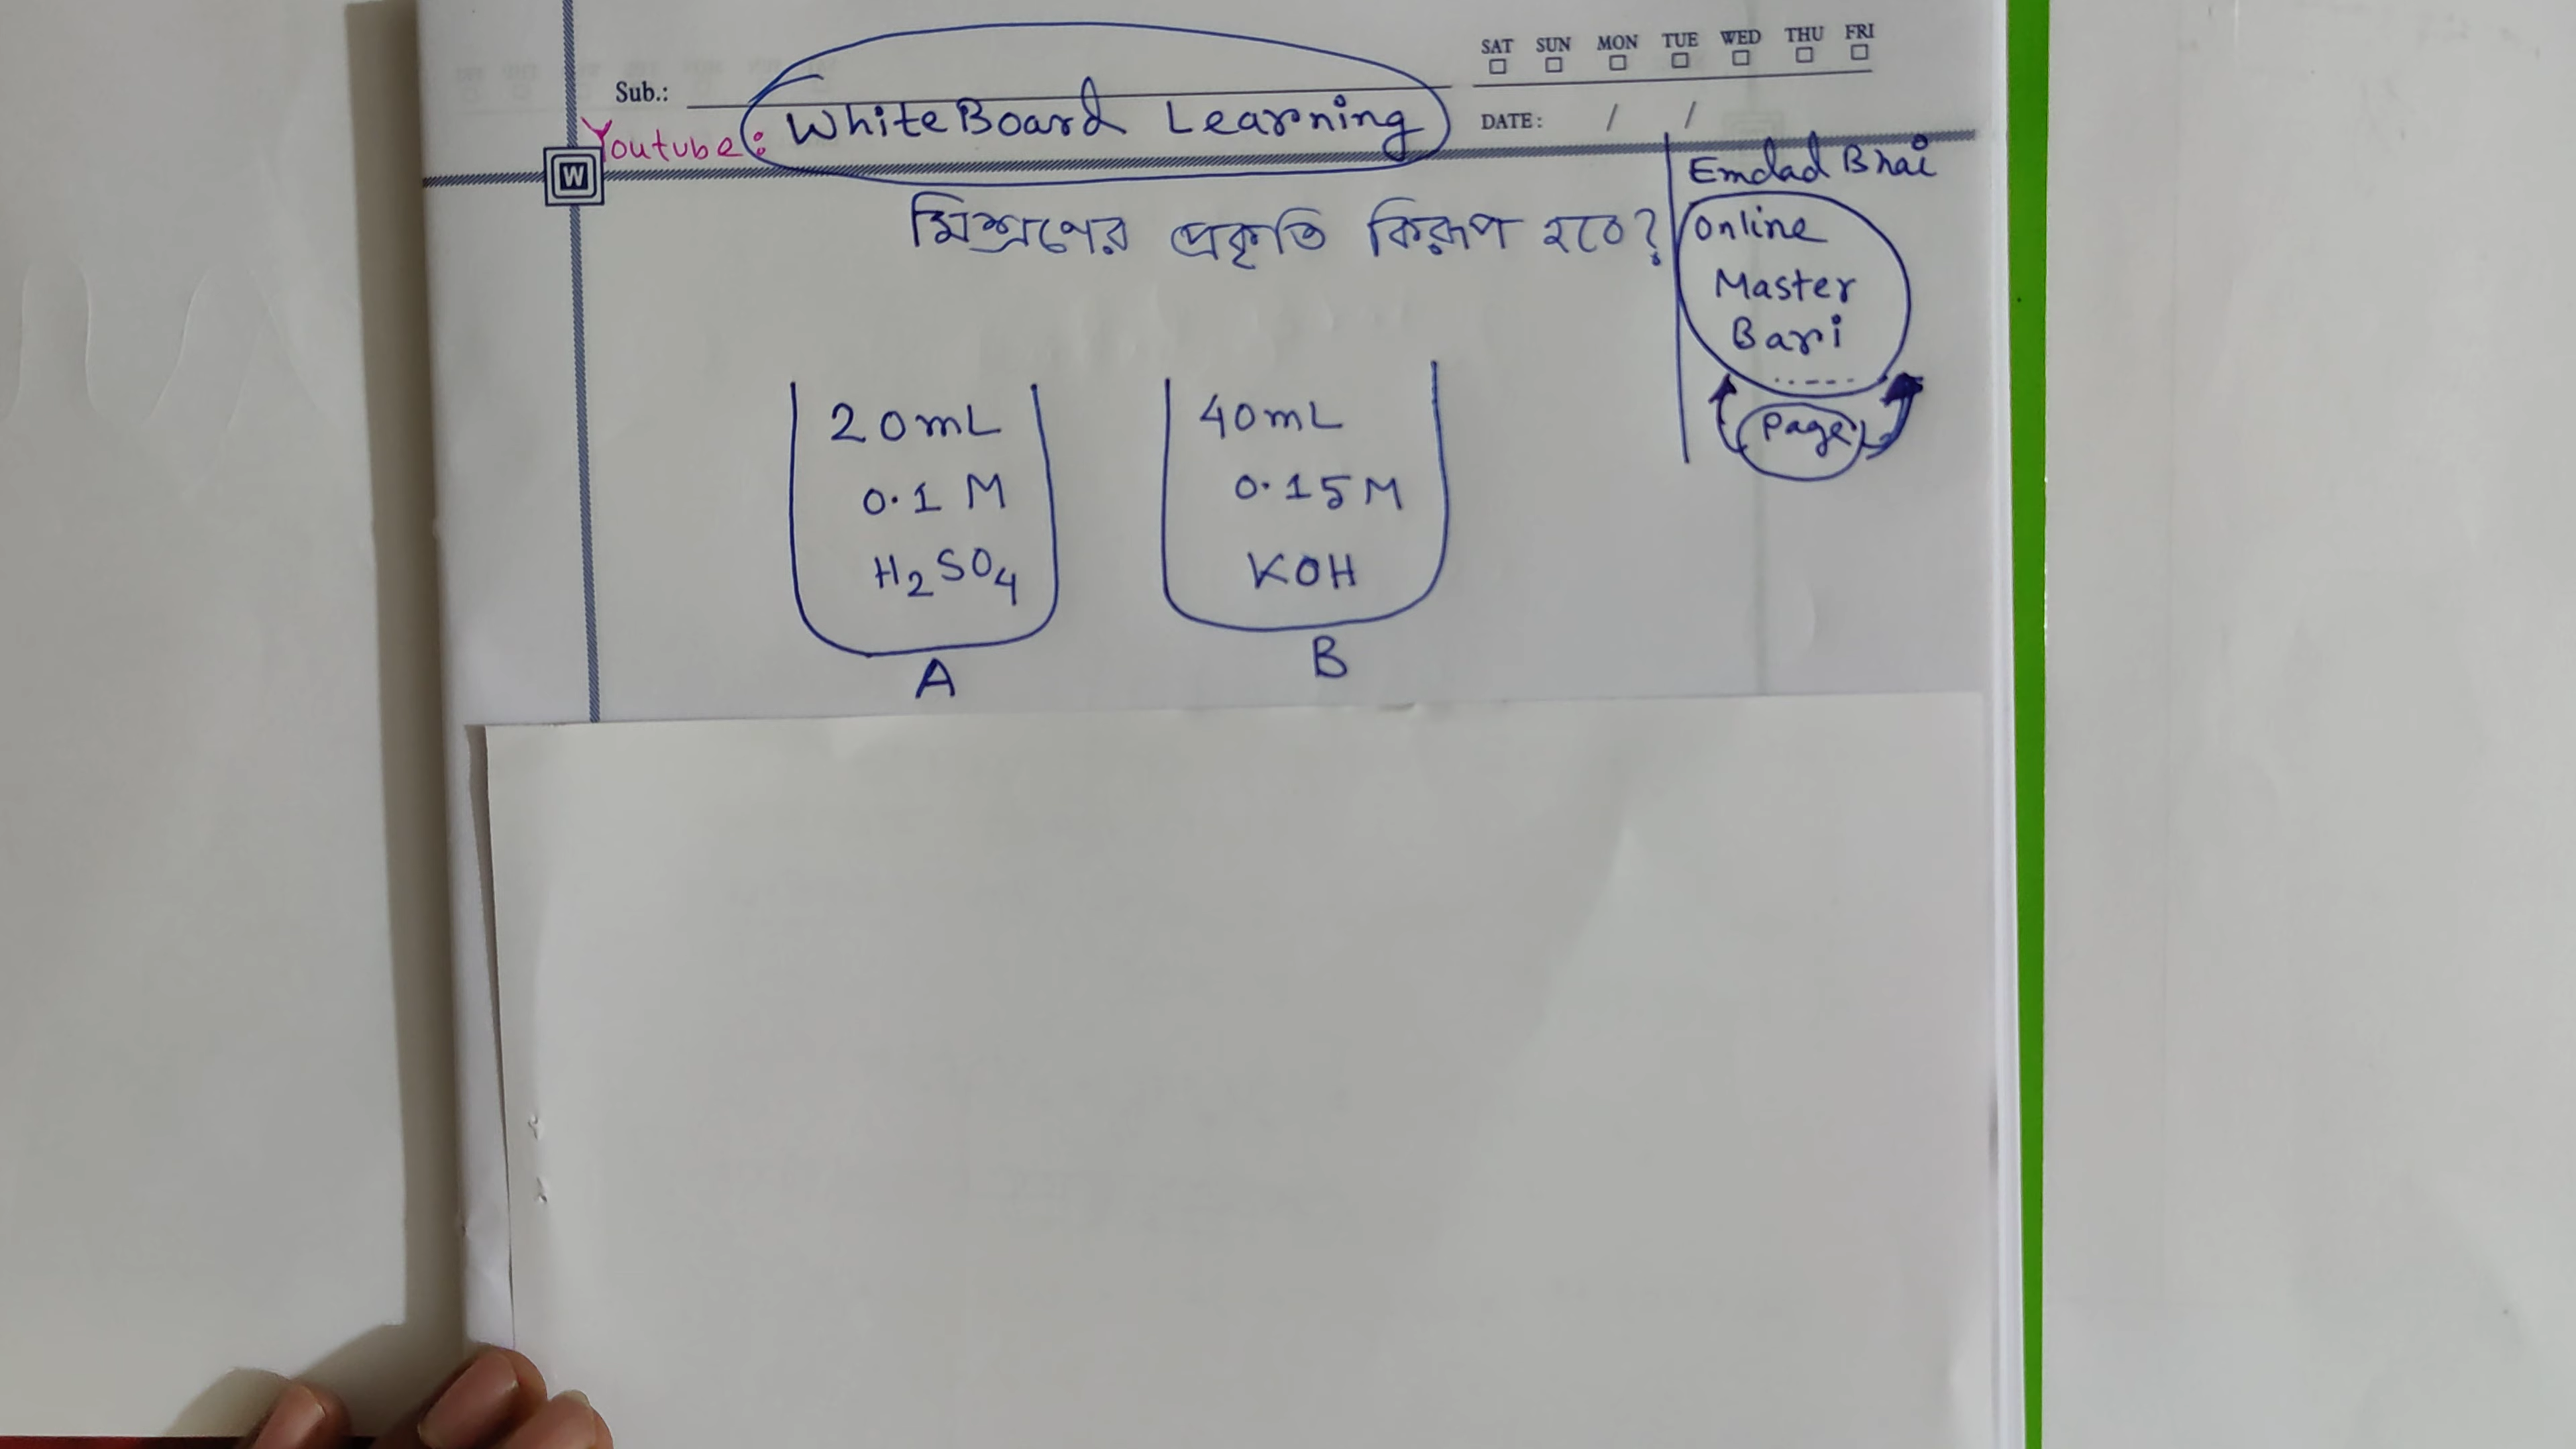 SAT SUN MON TUE WED THU FRI
Sub.:
DATE: / /
Youtube: WhiteBoard Learning
W
Emdad Bhai
মিশ্রণের প্রকৃতি কিরূপ হবে?
Online
Master
Bari
Page
20mL
0.1 M
H₂SO₄
A
40mL
0.15M
KOH
B